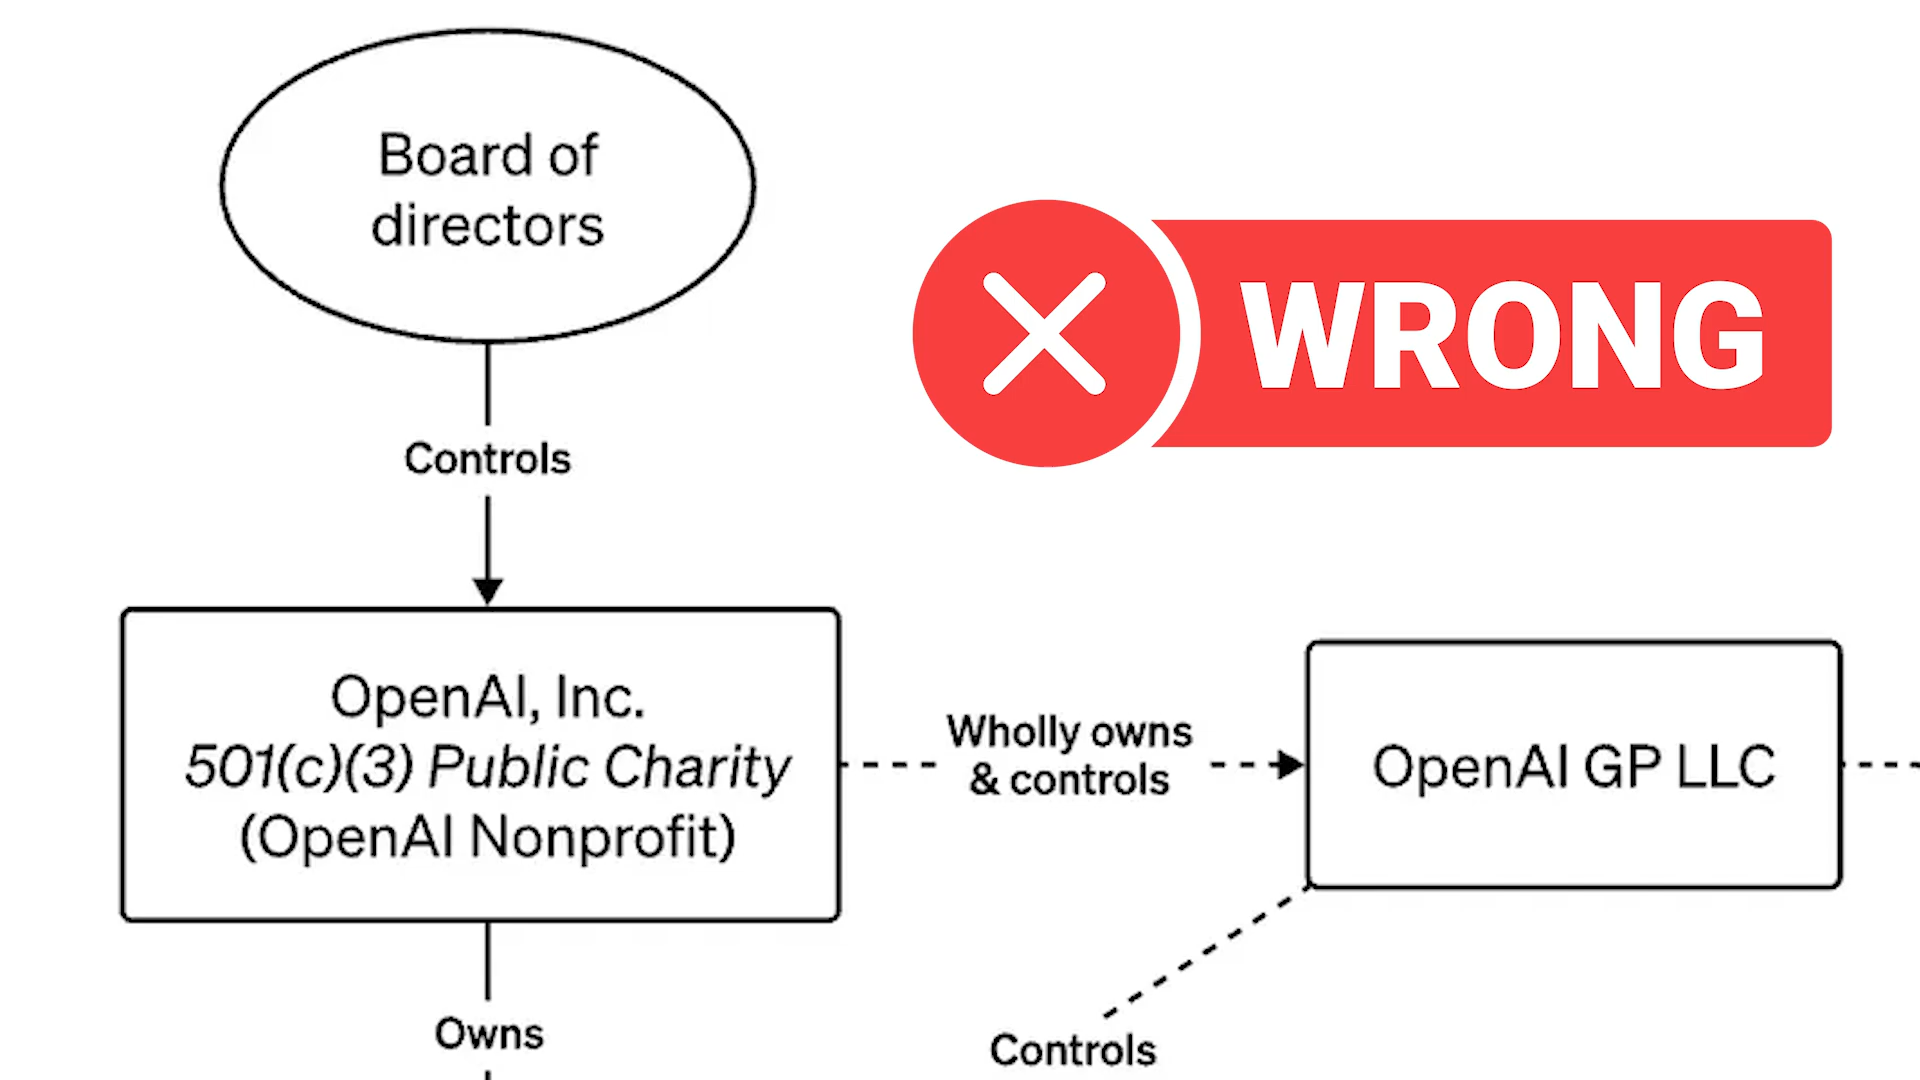 Board of
directors
WRONG
Controls
OpenAI, Inc.
501(c)(3) Public Charity
(OpenAI Nonprofit)
Wholly owns
& controls
OpenAI GP LLC
Owns
Controls